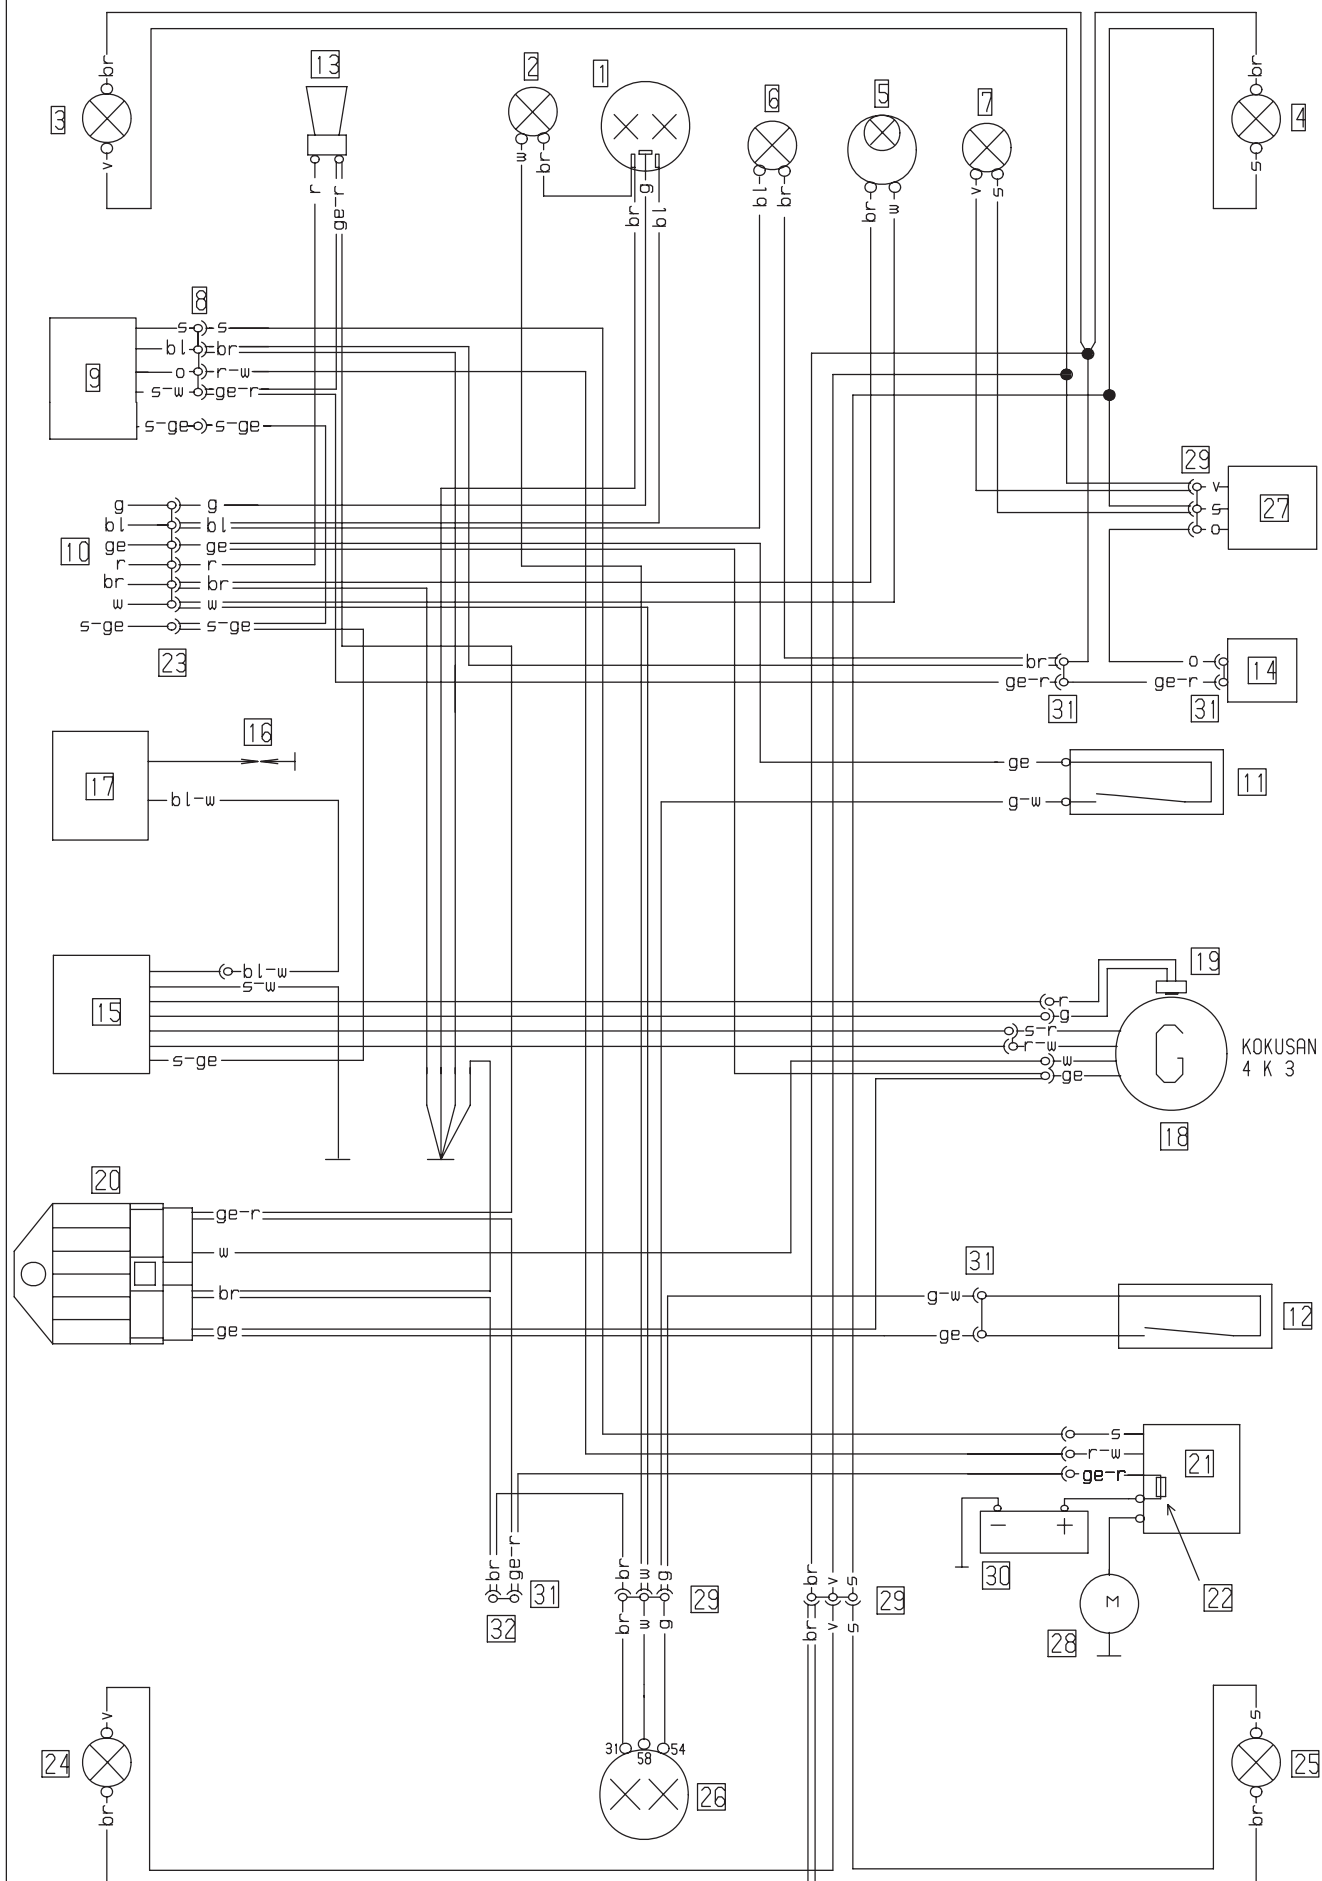 br
br
13
2
1
6
5
7
3
4
v
s
w
br
r
ge-r
br
g
bl
bl
br
br
w
v
s
8
9
s
s
bl
br
o
r-w
s-w
ge-r
s-ge
s-ge
29
v
s
o
27
10
g
g
bl
bl
ge
ge
r
r
br
br
w
w
s-ge
s-ge
23
br
ge-r
31
o
ge-r
31
14
16
17
bl-w
ge
g-w
11
15
bl-w
s-w
s-ge
19
r
g
s-r
r-w
w
ge
G
KOKUSAN
4 K 3
18
20
ge-r
w
br
ge
31
g-w
ge
12
s
r-w
ge-r
21
22
-
+
30
M
28
br
ge-r
31
32
br
w
g
29
br
w
g
br
v
s
29
br
v
s
24
v
br
31
58
54
26
s
25
br